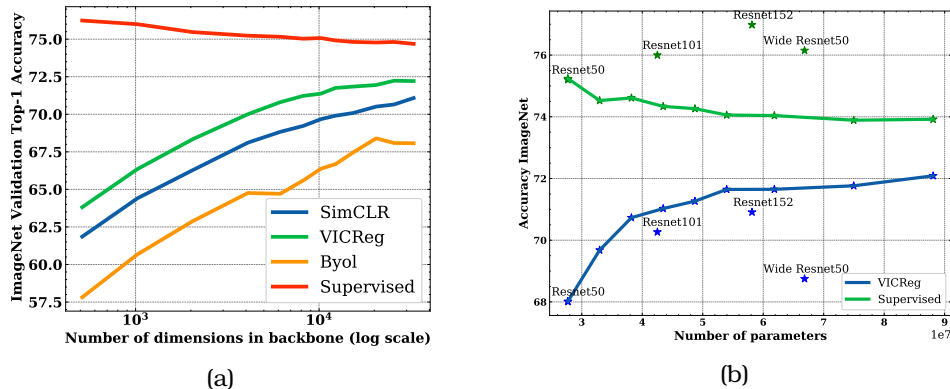 ImageNet Validation Top-1 Accuracy
75.0
72.5
70.0
67.5
65.0
62.5
60.0
57.5
SimCLR
VICReg
Byol
Supervised
10³
10⁴
Number of dimensions in backbone (log scale)
(a)
Accuracy ImageNet
76
74
72
70
68
Resnet152
Resnet101
Wide Resnet50
Resnet50
Resnet152
Resnet101
Wide Resnet50
Resnet50
VICReg
Supervised
3 4 5 6 7 8 9
1e7
Number of parameters
(b)